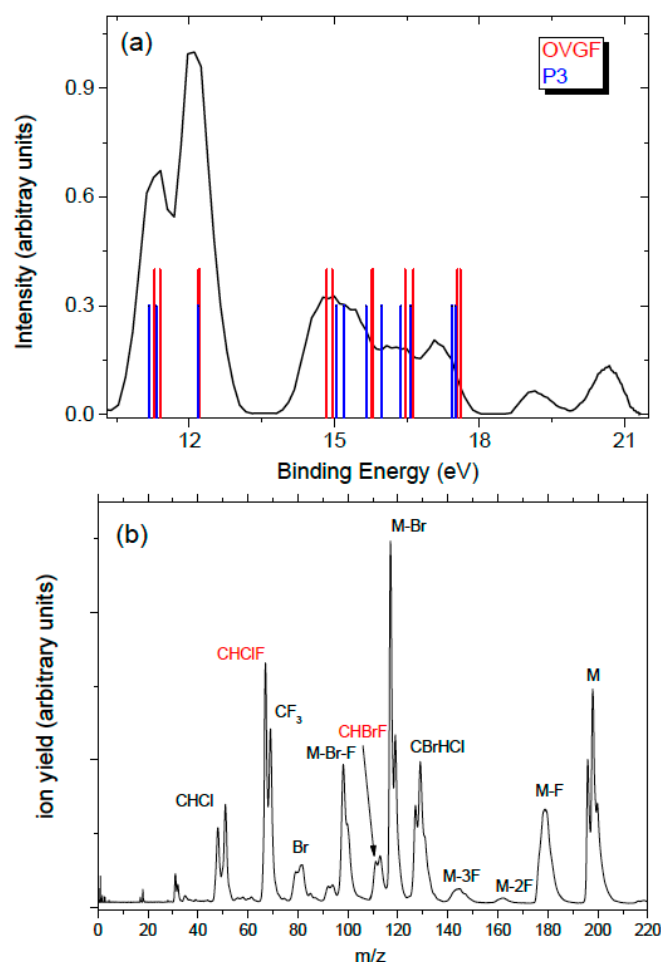 (a)
OVGF
P3
0.9
0.6
0.3
0.0
12 15 18 21
Intensity (arbitray units)
Binding Energy (eV)
(b)
M-Br
CHClF
M
CF3
M-Br-F
CHBrF
CBrHCl
CHCl
M-F
Br
M-3F
M-2F
0 20 40 60 80 100 120 140 160 180 200 220
ion yield (arbitrary units)
m/z